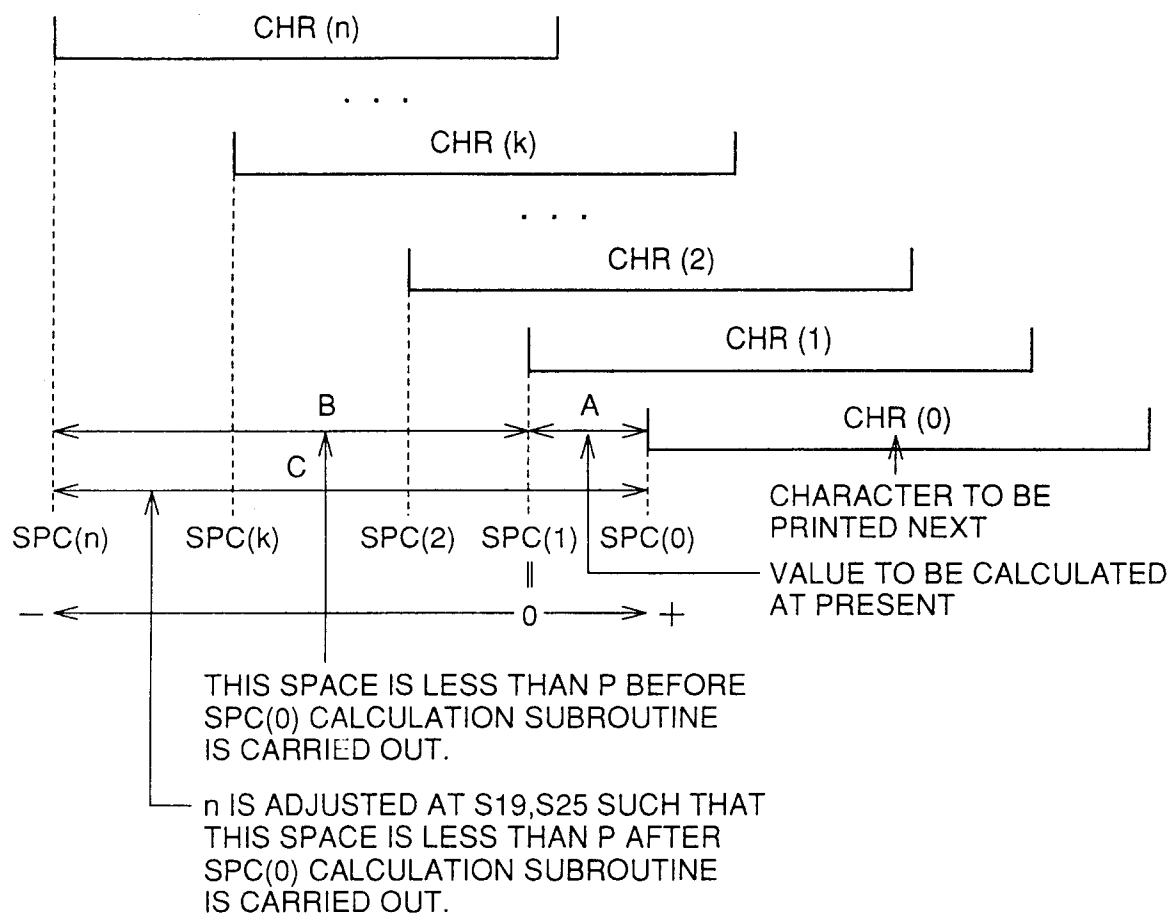 CHR (n)
. . .
CHR (k)
. . .
CHR (2)
CHR (1)
B
A
CHR (0)
C
CHARACTER TO BE
PRINTED NEXT
SPC(n) SPC(k) SPC(2) SPC(1) SPC(0)
VALUE TO BE CALCULATED
AT PRESENT
=
− 0 +
THIS SPACE IS LESS THAN P BEFORE
SPC(0) CALCULATION SUBROUTINE
IS CARRIED OUT.
n IS ADJUSTED AT S19,S25 SUCH THAT
THIS SPACE IS LESS THAN P AFTER
SPC(0) CALCULATION SUBROUTINE
IS CARRIED OUT.